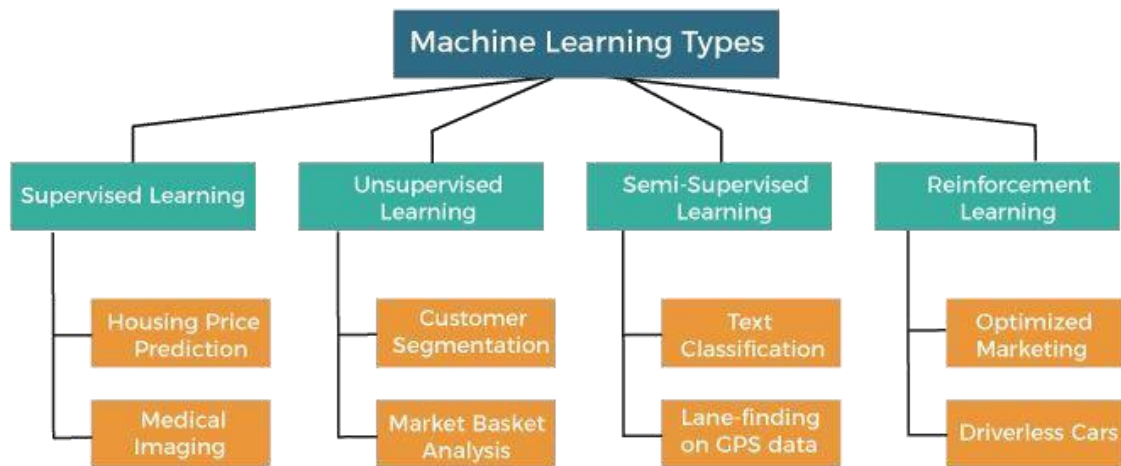 Machine Learning Types
Supervised Learning
Unsupervised
Learning
Semi-Supervised
Learning
Reinforcement
Learning
Housing Price
Prediction
Customer
Segmentation
Text
Classification
Optimized
Marketing
Medical
Imaging
Market Basket
Analysis
Lane-finding
on GPS data
Driverless Cars